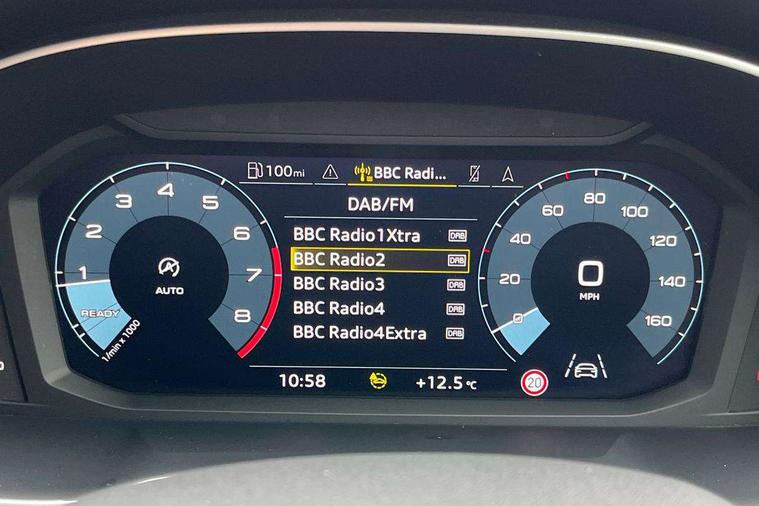 100mi BBC Radi...
DAB/FM
BBC Radio1Xtra DAB
BBC Radio2 DAB
BBC Radio3 DAB
BBC Radio4 DAB
BBC Radio4Extra DAB
10:58 +12.5°C
READY 1 2 3 4 5 6 7 8
A
AUTO
1/min x 1000
0 20 40 60 80 100 120 140 160
0
MPH
20